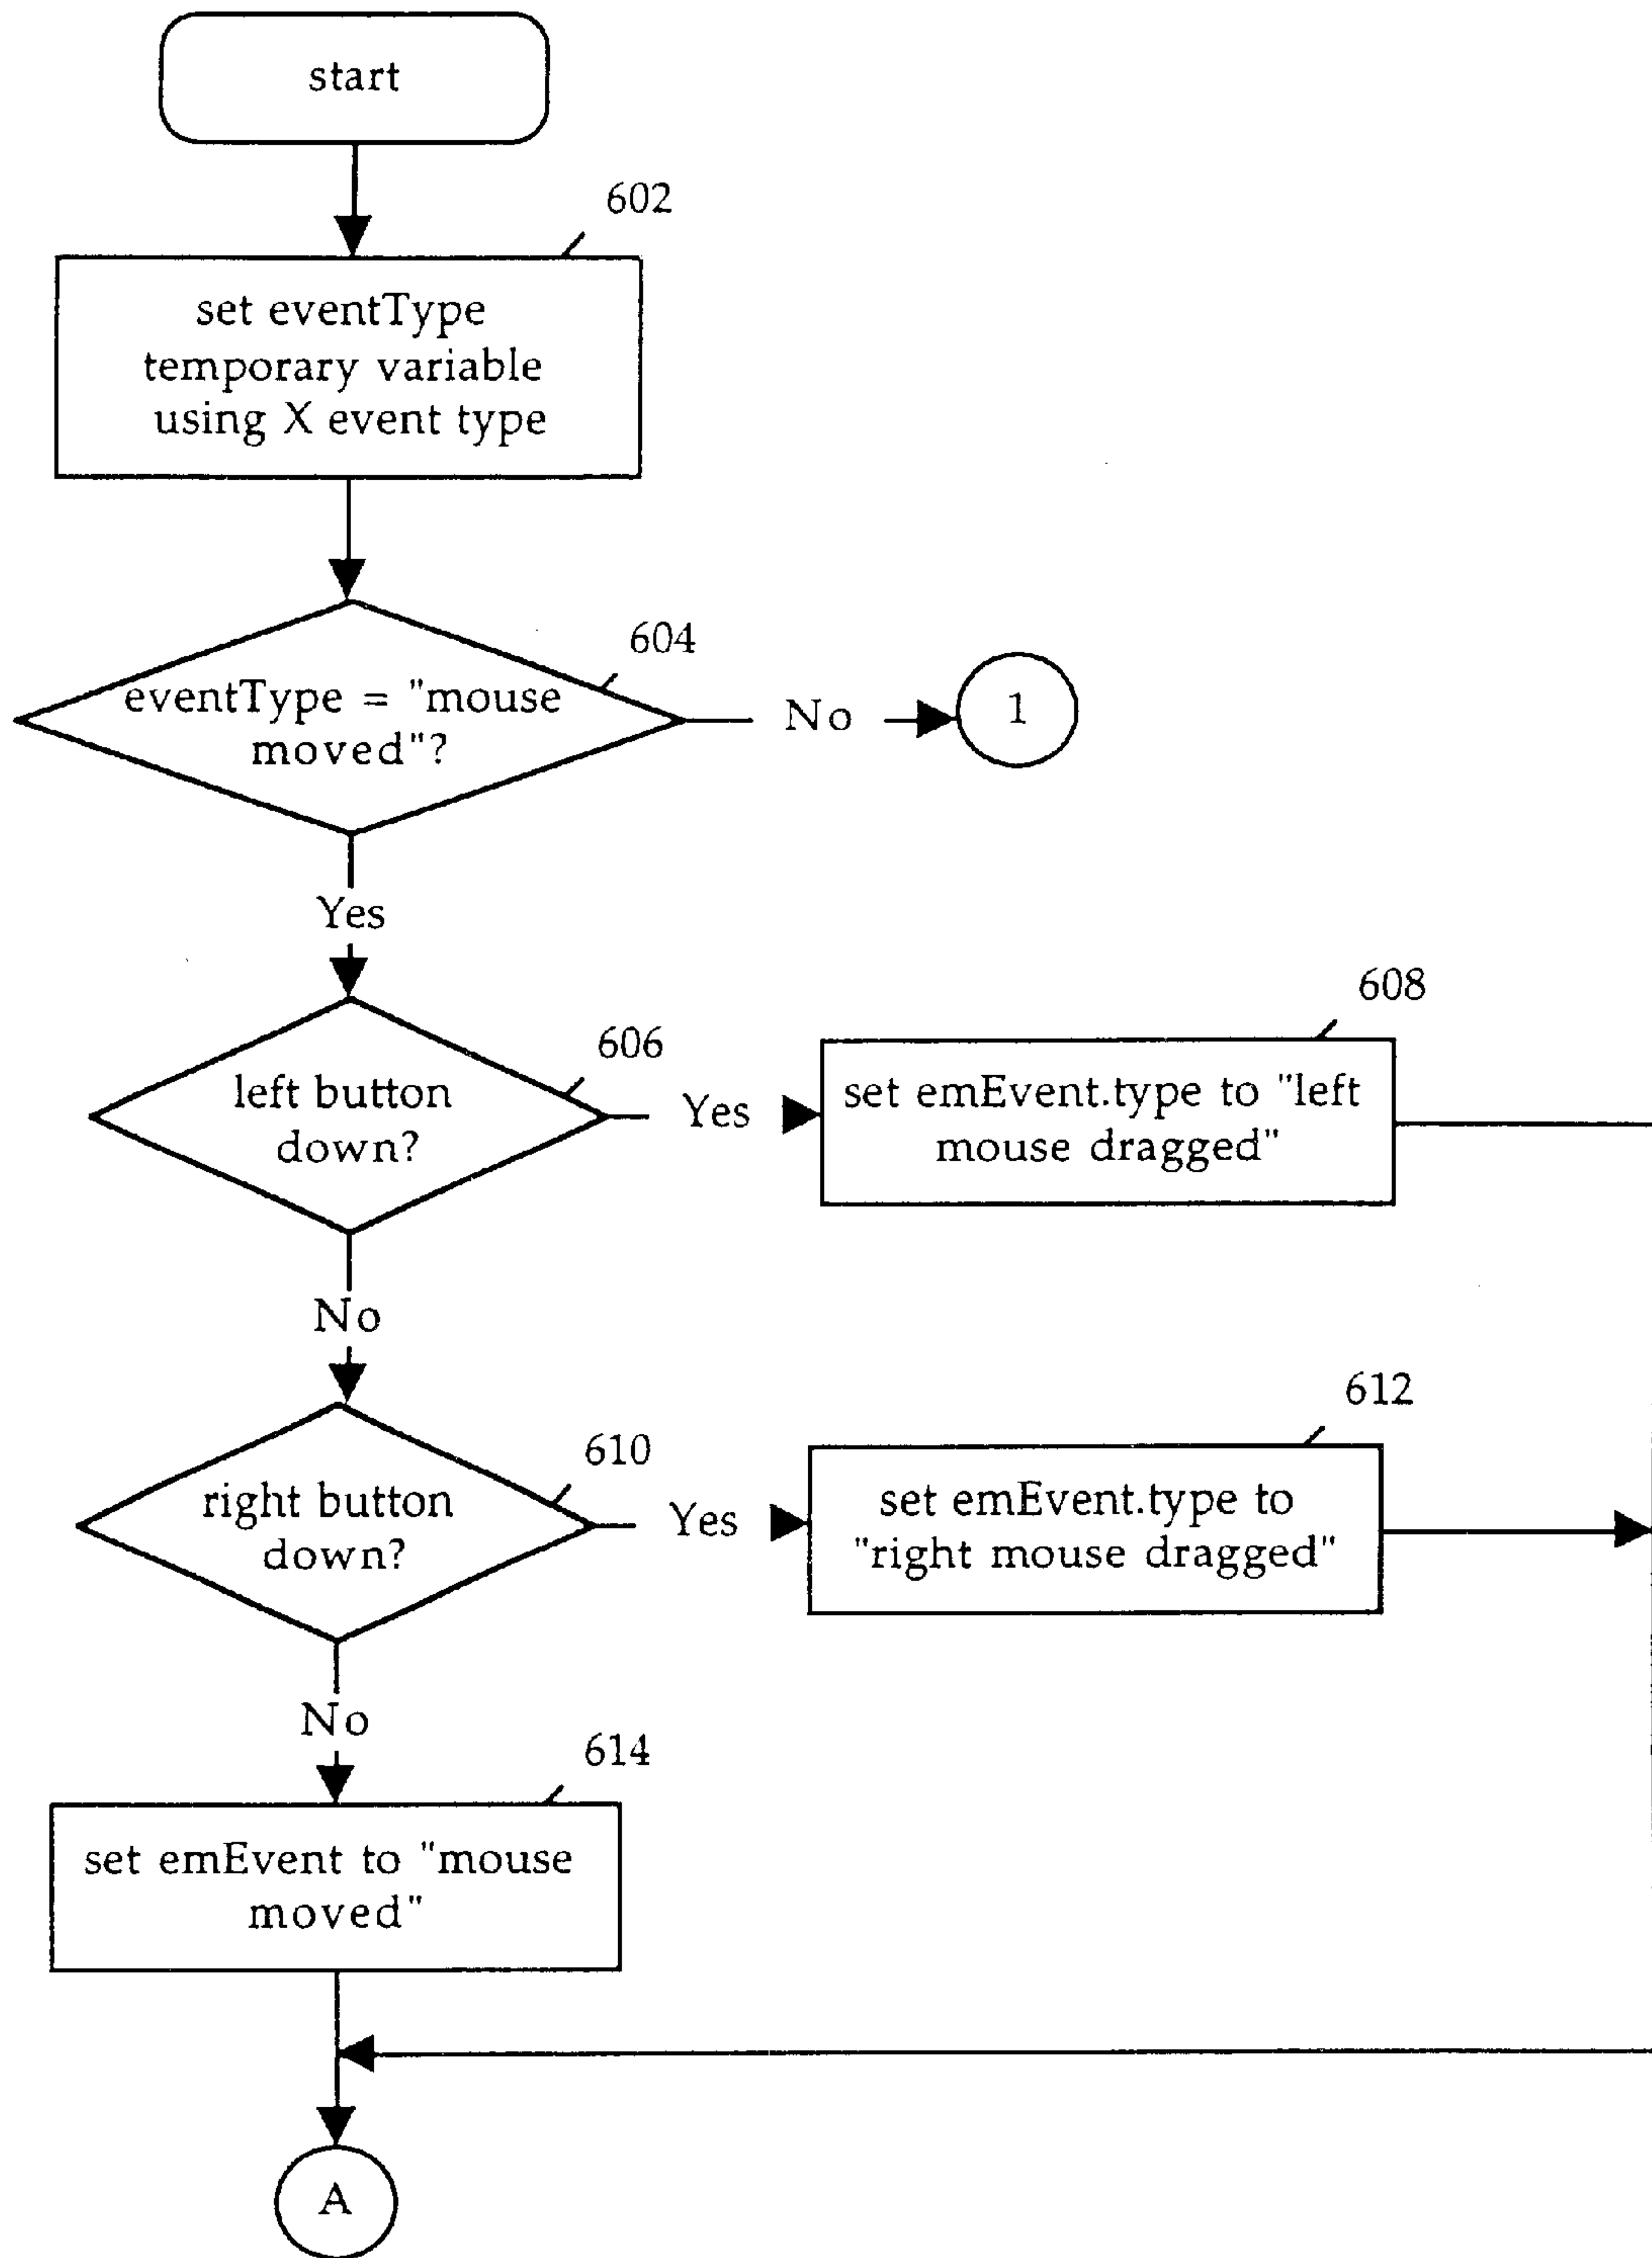 start
602
set eventType
temporary variable
using X event type
604
eventType = "mouse
moved"?
No
1
Yes
606
left button
down?
Yes
608
set emEvent.type to "left
mouse dragged"
No
610
right button
down?
Yes
612
set emEvent.type to
"right mouse dragged"
No
614
set emEvent to "mouse
moved"
A